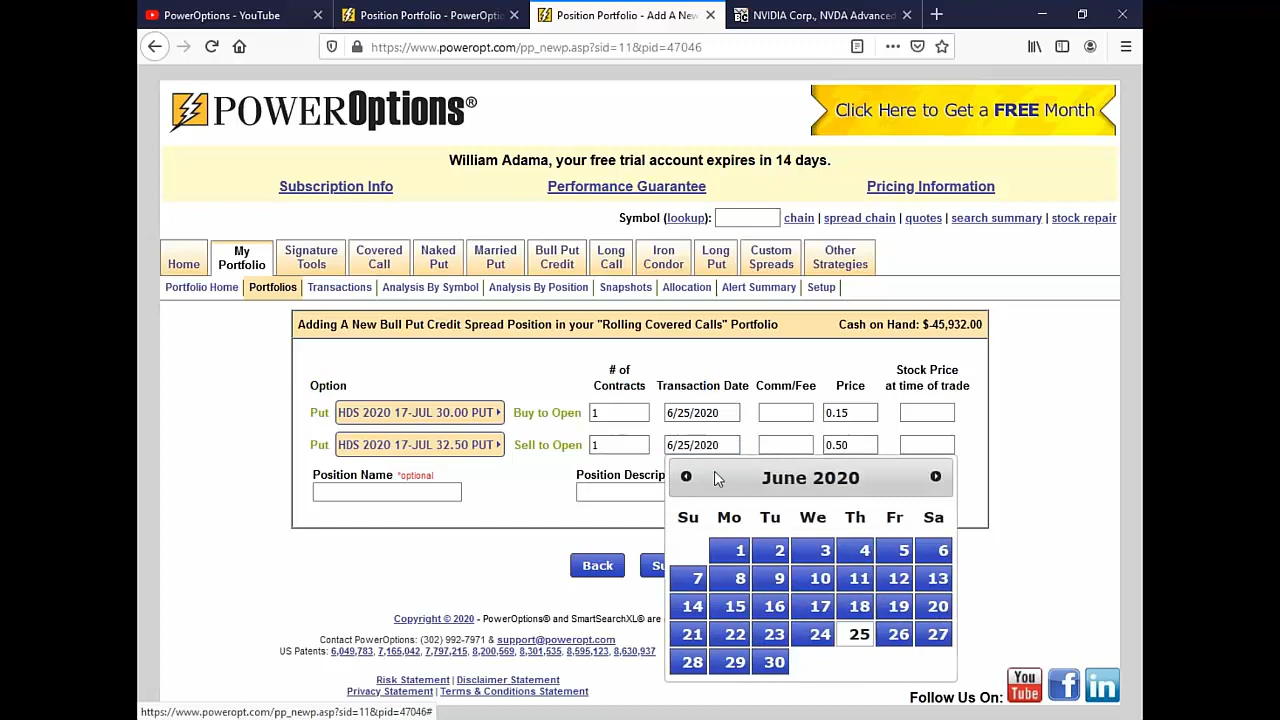 PowerOptions - YouTube
Position Portfolio - PowerOptic
Position Portfolio - Add A New
NVIDIA Corp., NVDA Advanced
https://www.poweropt.com/pp_newp.asp?sid=11&pid=47046
POWEROptions®
Click Here to Get a FREE Month
William Adama, your free trial account expires in 14 days.
Subscription Info Performance Guarantee Pricing Information
Symbol (lookup): chain | spread chain | quotes | search summary | stock repair
Home My Portfolio Signature Tools Covered Call Naked Put Married Put Bull Put Credit Long Call Iron Condor Long Put Custom Spreads Other Strategies
Portfolio Home Portfolios Transactions Analysis By Symbol Analysis By Position Snapshots Allocation Alert Summary Setup
Adding A New Bull Put Credit Spread Position in your "Rolling Covered Calls" Portfolio Cash on Hand: $-45,932.00
Option # of Contracts Transaction Date Comm/Fee Price Stock Price at time of trade
Put HDS 2020 17-JUL 30.00 PUT Buy to Open 1 6/25/2020 0.15
Put HDS 2020 17-JUL 32.50 PUT Sell to Open 1 6/25/2020 0.50
Position Name *optional Position Descrip
June 2020
Su Mo Tu We Th Fr Sa
1 2 3 4 5 6
7 8 9 10 11 12 13
14 15 16 17 18 19 20
21 22 23 24 25 26 27
28 29 30
Back Su
Copyright © 2020 - PowerOptions® and SmartSearchXL® are
Contact PowerOptions: (302) 992-7971 & support@poweropt.com
US Patents: 6,049,783, 7,165,042, 7,797,215, 8,200,569, 8,301,535, 8,595,123, 8,630,937
Risk Statement | Disclaimer Statement
Privacy Statement | Terms & Conditions Statement
Follow Us On: You Tube f in
https://www.poweropt.com/pp_newp.asp?sid=11&pid=47046#